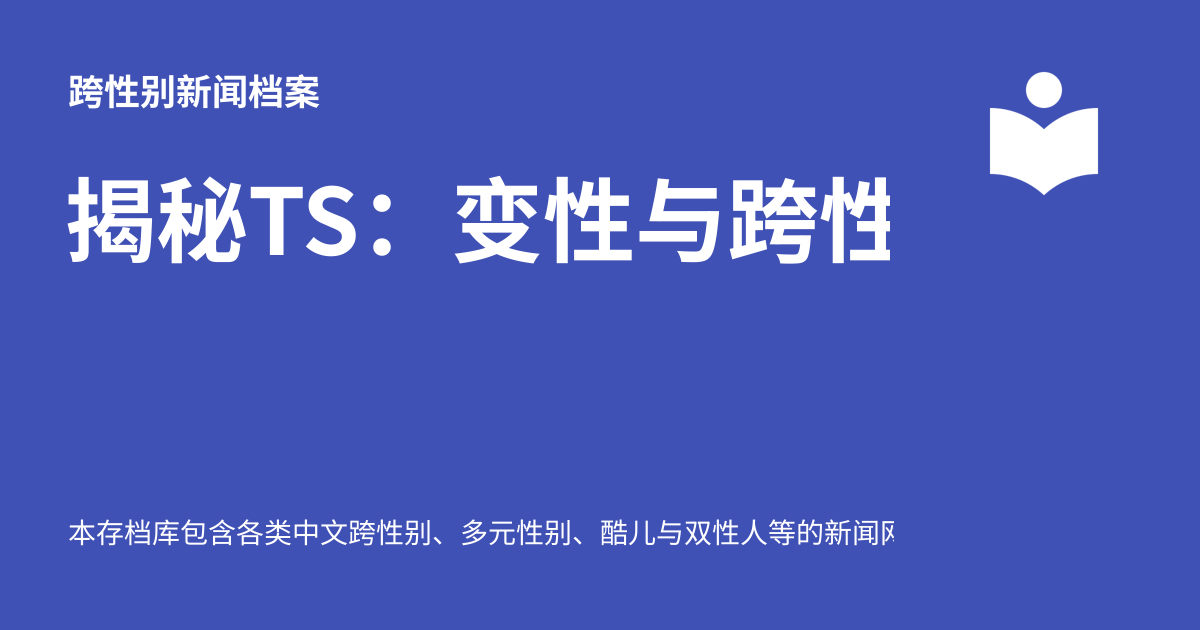 跨性别新闻档案
揭秘TS：变性与跨性
本存档库包含各类中文跨性别、多元性别、酷儿与双性人等的新闻网